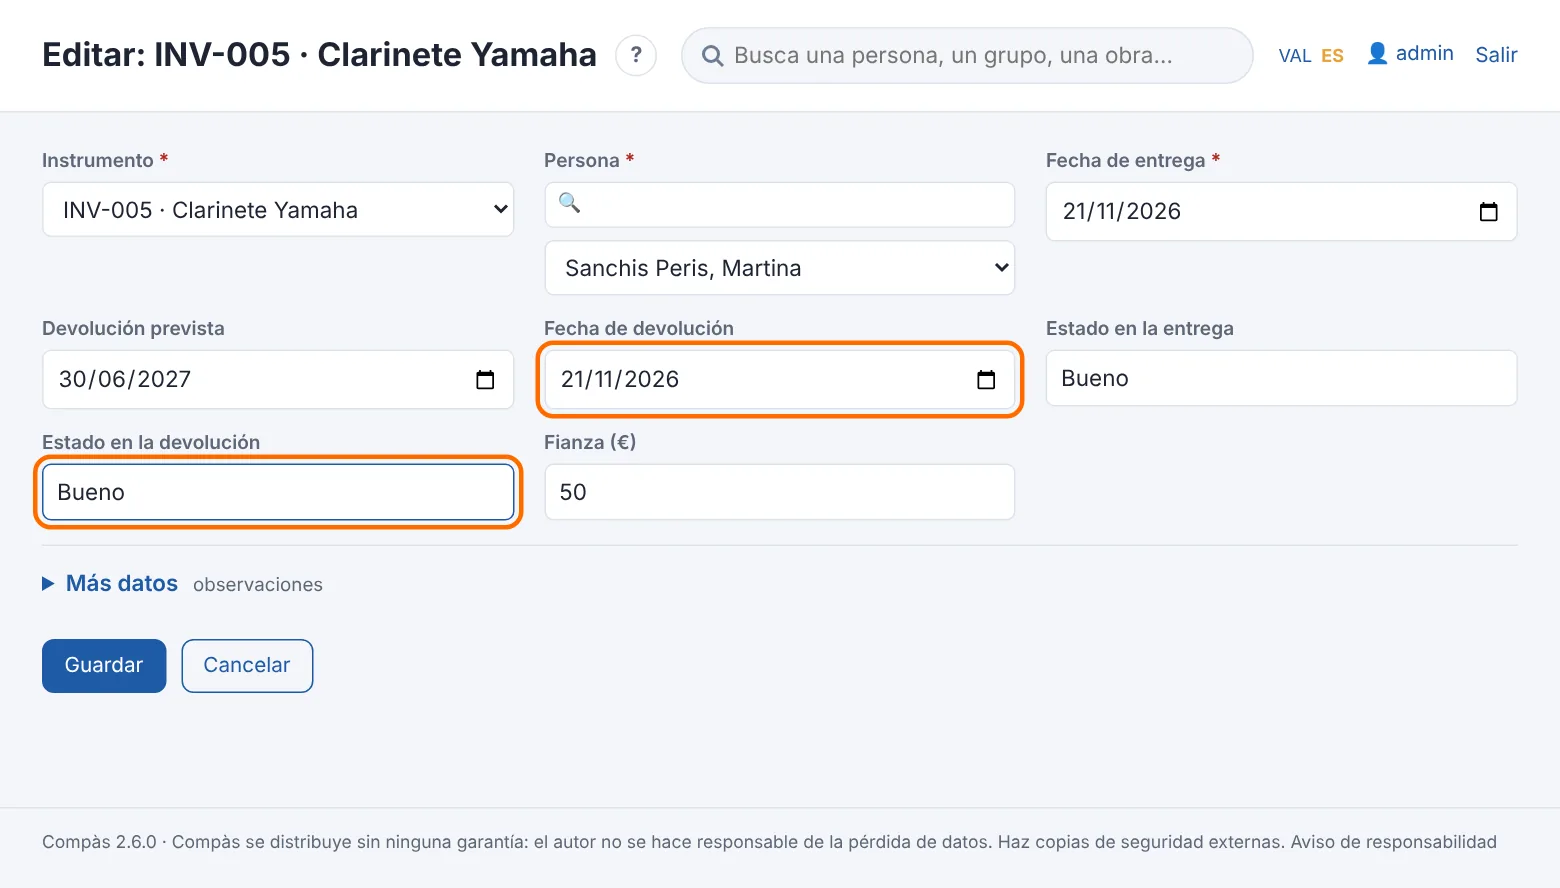 Editar: INV-005 · Clarinete Yamaha
?
Busca una persona, un grupo, una obra...
VAL ES
admin
Salir
Instrumento *
Persona *
Fecha de entrega *
INV-005 · Clarinete Yamaha
21/11/2026
Sanchis Peris, Martina
Devolución prevista
Fecha de devolución
Estado en la entrega
30/06/2027
21/11/2026
Bueno
Estado en la devolución
Fianza (€)
Bueno
50
Más datos observaciones
Guardar
Cancelar
Compàs 2.6.0 · Compàs se distribuye sin ninguna garantía: el autor no se hace responsable de la pérdida de datos. Haz copias de seguridad externas. Aviso de responsabilidad